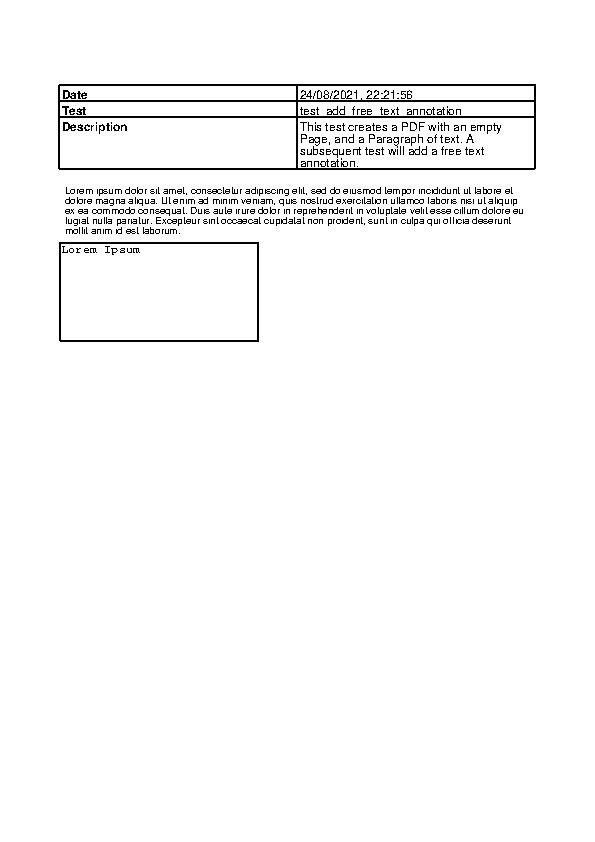 Date 24/08/2021, 22:21:56
Test test_add_free_text_annotation
Description This test creates a PDF with an empty
Page, and a Paragraph of text. A
subsequent test will add a free text
annotation.
Lorem ipsum dolor sit amet, consectetur adipiscing elit, sed do eiusmod tempor incididunt ut labore et
dolore magna aliqua. Ut enim ad minim veniam, quis nostrud exercitation ullamco laboris nisi ut aliquip
ex ea commodo consequat. Duis aute irure dolor in reprehenderit in voluptate velit esse cillum dolore eu
fugiat nulla pariatur. Excepteur sint occaecat cupidatat non proident, sunt in culpa qui officia deserunt
mollit anim id est laborum.
Lorem Ipsum